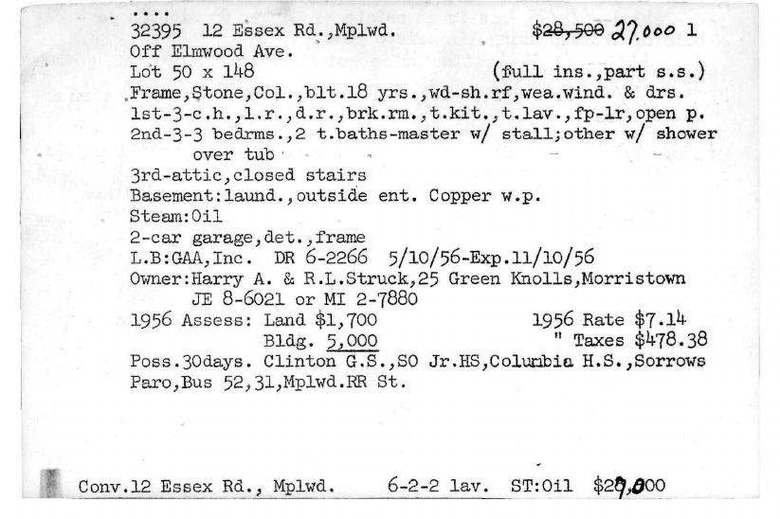 32395 12 Essex Rd.,Mplwd. $28,500 27.000 1
Off Elmwood Ave.
Lot 50 x 148 (full ins.,part s.s.)
Frame,Stone,Col.,blt.18 yrs.,wd-sh.rf,wea.wind. & drs.
1st-3-c.h.,l.r.,d.r.,brk.rm.,t.kit.,t.lav.,fp-lr,open p.
2nd-3-3 bedrms.,2 t.baths-master w/ stall;other w/ shower
over tub
3rd-attic,closed stairs
Basement:laund.,outside ent. Copper w.p.
Steam:Oil
2-car garage,det.,frame
L.B:GAA,Inc. DR 6-2266 5/10/56-Exp.11/10/56
Owner:Harry A. & R.L.Struck,25 Green Knolls,Morristown
JE 8-6021 or MI 2-7880
1956 Assess: Land $1,700 1956 Rate $7.14
Bldg. 5,000 " Taxes $478.38
Poss.30days. Clinton G.S.,SO Jr.HS,Columbia H.S.,Sorrows
Paro,Bus 52,31,Mplwd.RR St.
Conv.12 Essex Rd., Mplwd. 6-2-2 lav. ST:Oil